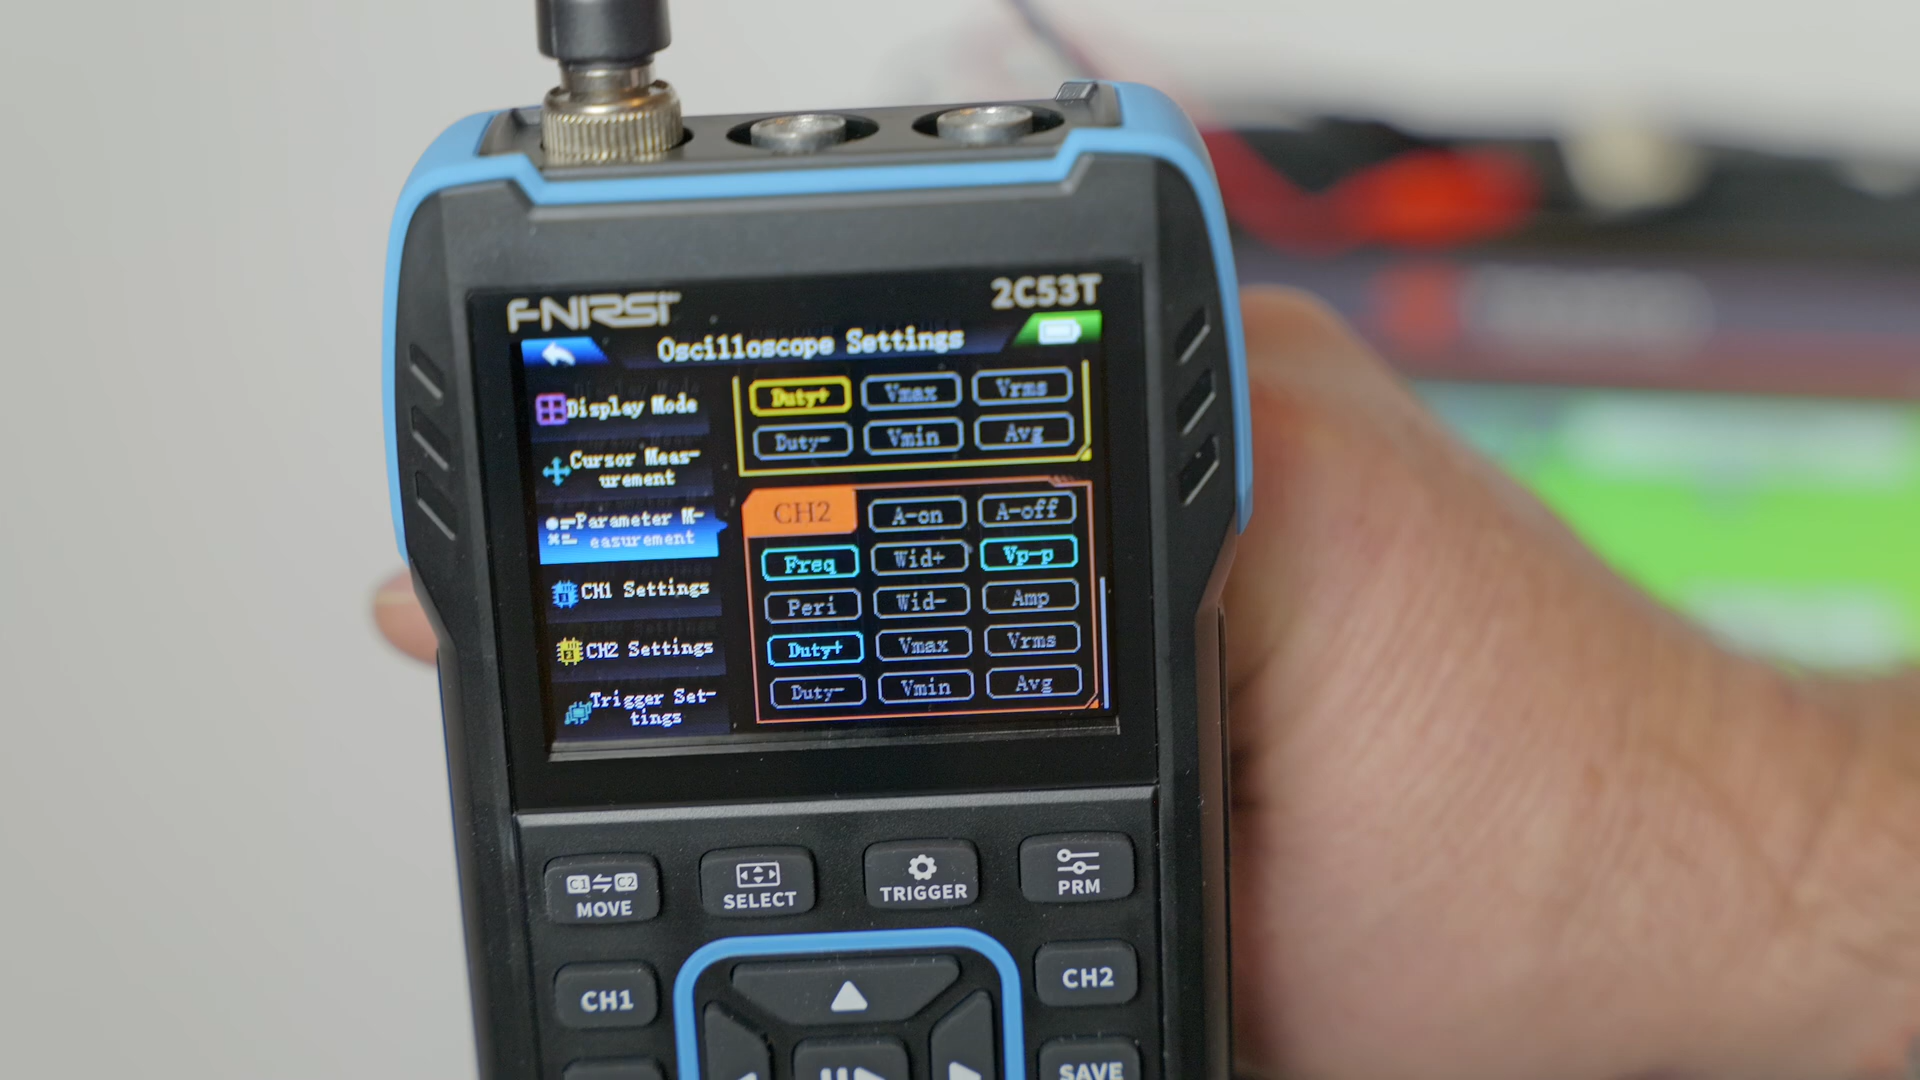 FNIRSI
2C53T
Oscilloscope Settings
Display Mode
Cursor Meas-
urement
Parameter M-
easurement
CH1 Settings
CH2 Settings
Trigger Set-
tings
Duty+ Vmax Vrms
Duty- Vmin Avg
CH2 A-on A-off
Freq Wid+ Vp-p
Peri Wid- Amp
Duty+ Vmax Vrms
Duty- Vmin Avg
C1 C2
MOVE
SELECT
TRIGGER
PRM
CH1
CH2
SAVE